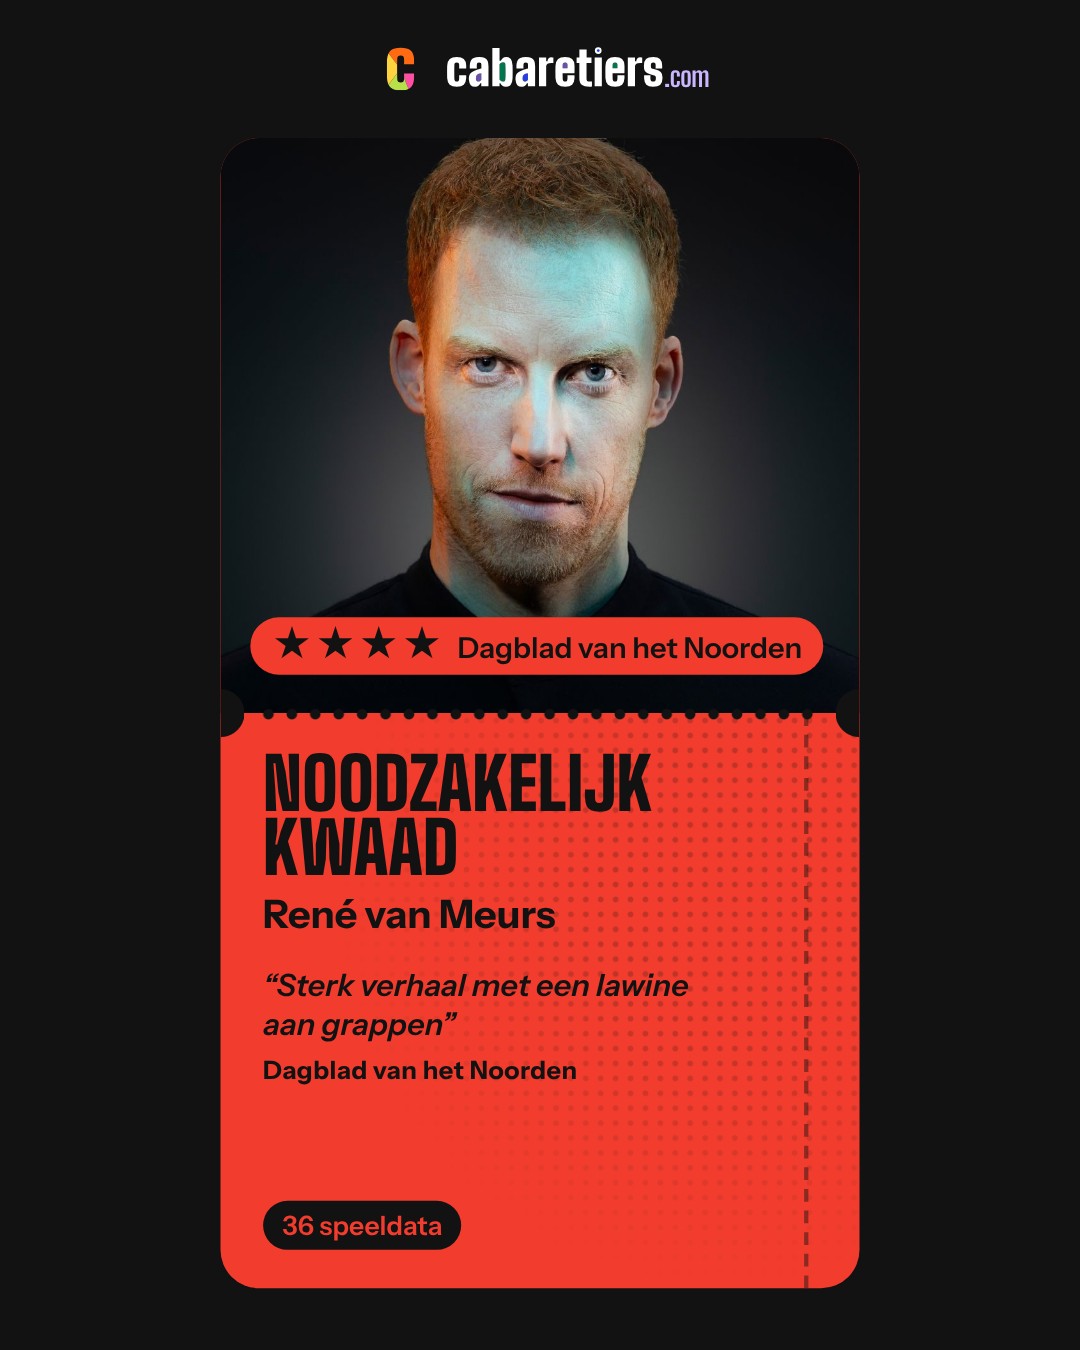 cabaretiers.com
★★★★ Dagblad van het Noorden
NOODZAKELIJK
KWAAD
René van Meurs
“Sterk verhaal met een lawine
aan grappen”
Dagblad van het Noorden
36 speeldata